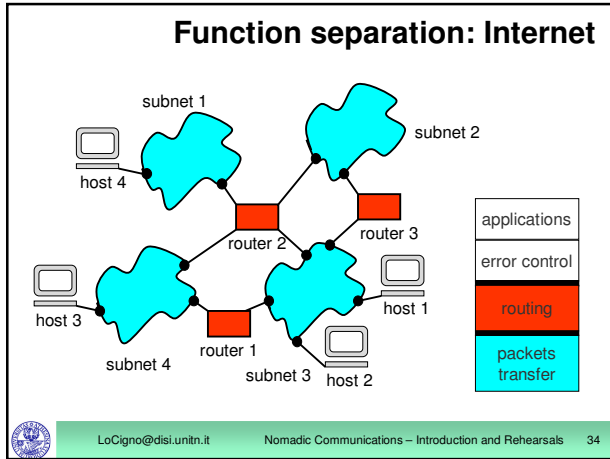 Function separation: Internet
subnet 1
subnet 2
host 4
router 2
router 3
applications
error control
routing
packets
transfer
host 3
subnet 4
router 1
subnet 3
host 1
host 2
LoCigno@disi.unitn.it Nomadic Communications – Introduction and Rehearsals 34